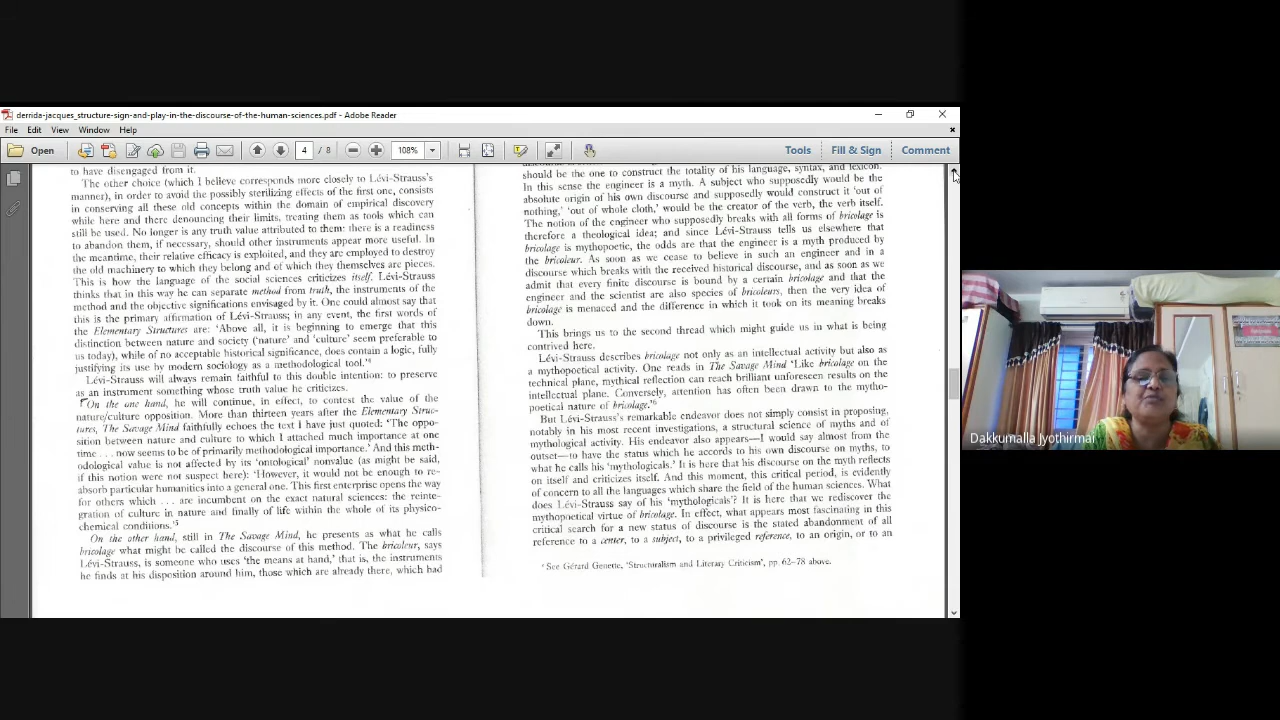 derrida-jacques_structure-sign-and-play-in-the-discourse-of-the-human-sciences.pdf - Adobe Reader
File Edit View Window Help
Open 4 / 8 108% Tools Fill & Sign Comment
to have disengaged from it.
The other choice (which I believe corresponds more closely to Lévi-Strauss's
manner), in order to avoid the possibly sterilizing effects of the first one, consists
in conserving all these old concepts within the domain of empirical discovery
while here and there denouncing their limits, treating them as tools which can
still be used. No longer is any truth value attributed to them: there is a readiness
to abandon them, if necessary, should other instruments appear more useful. In
the meantime, their relative efficacy is exploited, and they are employed to destroy
the old machinery to which they belong and of which they themselves are pieces.
This is how the language of the social sciences criticizes itself. Lévi-Strauss
thinks that in this way he can separate method from truth, the instruments of the
method and the objective significations envisaged by it. One could almost say that
this is the primary affirmation of Lévi-Strauss; in any event, the first words of
the Elementary Structures are: 'Above all, it is beginning to emerge that this
distinction between nature and society ('nature' and 'culture' seem preferable to
us today), while of no acceptable historical significance, does contain a logic, fully
justifying its use by modern sociology as a methodological tool.'⁴
Lévi-Strauss will always remain faithful to this double intention: to preserve
as an instrument something whose truth value he criticizes.
On the one hand, he will continue, in effect, to contest the value of the
nature/culture opposition. More than thirteen years after the Elementary Struc-
tures, The Savage Mind faithfully echoes the text I have just quoted: 'The oppo-
sition between nature and culture to which I attached much importance at one
time . . . now seems to be of primarily methodological importance.' And this meth-
odological value is not affected by its 'ontological' nonvalue (as might be said,
if this notion were not suspect here): 'However, it would not be enough to re-
absorb particular humanities into a general one. This first enterprise opens the way
for others which . . . are incumbent on the exact natural sciences: the reinte-
gration of culture in nature and finally of life within the whole of its physico-
chemical conditions.'⁵
On the other hand, still in The Savage Mind, he presents as what he calls
bricolage what might be called the discourse of this method. The bricoleur, says
Lévi-Strauss, is someone who uses 'the means at hand,' that is, the instruments
he finds at his disposition around him, those which are already there, which had
should be the one to construct the totality of his language, syntax, and lexicon.
In this sense the engineer is a myth. A subject who supposedly would be the
absolute origin of his own discourse and supposedly would construct it 'out of
nothing,' 'out of whole cloth,' would be the creator of the verb, the verb itself.
The notion of the engineer who supposedly breaks with all forms of bricolage is
therefore a theological idea; and since Lévi-Strauss tells us elsewhere that
bricolage is mythopoetic, the odds are that the engineer is a myth produced by
the bricoleur. As soon as we cease to believe in such an engineer and in a
discourse which breaks with the received historical discourse, and as soon as we
admit that every finite discourse is bound by a certain bricolage and that the
engineer and the scientist are also species of bricoleurs, then the very idea of
bricolage is menaced and the difference in which it took on its meaning breaks
down.
This brings us to the second thread which might guide us in what is being
contrived here.
Lévi-Strauss describes bricolage not only as an intellectual activity but also as
a mythopoetical activity. One reads in The Savage Mind 'Like bricolage on the
technical plane, mythical reflection can reach brilliant unforeseen results on the
intellectual plane. Conversely, attention has often been drawn to the mytho-
poetical nature of bricolage.'⁶
But Lévi-Strauss's remarkable endeavor does not simply consist in proposing,
notably in his most recent investigations, a structural science of myths and of
mythological activity. His endeavor also appears—I would say almost from the
outset—to have the status which he accords to his own discourse on myths, to
what he calls his 'mythologicals.' It is here that his discourse on the myth reflects
on itself and criticizes itself. And this moment, this critical period, is evidently
of concern to all the languages which share the field of the human sciences. What
does Lévi-Strauss say of his 'mythologicals'? It is here that we rediscover the
mythopoetical virtue of bricolage. In effect, what appears most fascinating in this
critical search for a new status of discourse is the stated abandonment of all
reference to a center, to a subject, to a privileged reference, to an origin, or to an
See Gérard Genette, 'Structuralism and Literary Criticism', pp. 62–78 above.
Dakkumalla Jyothirmai